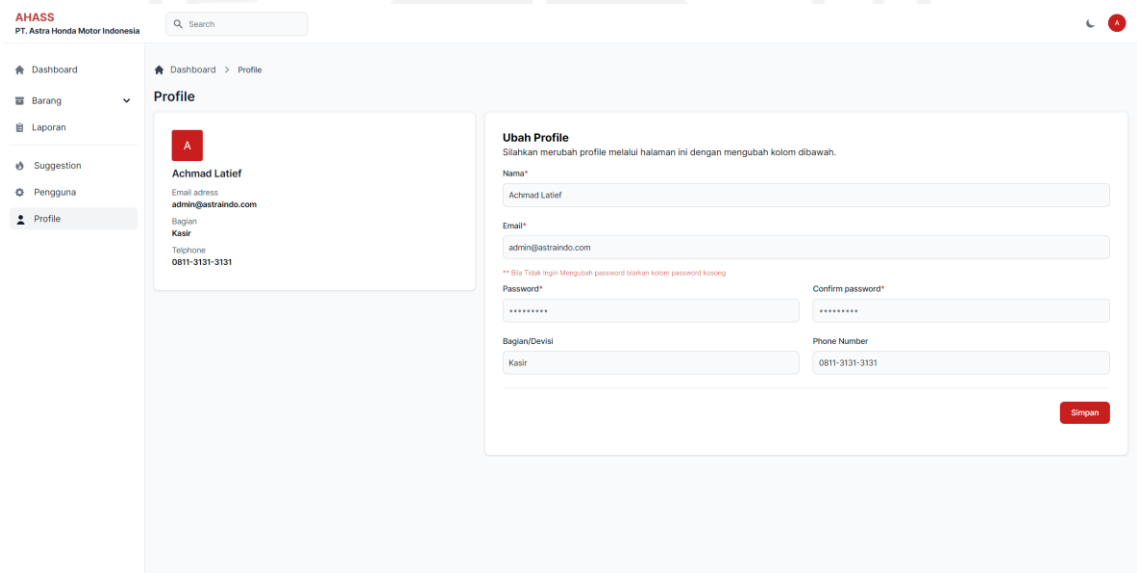 AHASS
PT. Astra Honda Motor Indonesia
Search
A
Dashboard
Barang
Laporan
Suggestion
Pengguna
Profile
Dashboard > Profile
Profile
A
Achmad Latief
Email adress
admin@astraindo.com
Bagian
Kasir
Telphone
0811-3131-3131
Ubah Profile
Silahkan merubah profile melalui halaman ini dengan mengubah kolom dibawah.
Nama*
Achmad Latief
Email*
admin@astraindo.com
** Bila Tidak Ingin Mengubah password biarkan kolom password kosong
Password* Confirm password*
********* *********
Bagian/Devisi Phone Number
Kasir 0811-3131-3131
Simpan